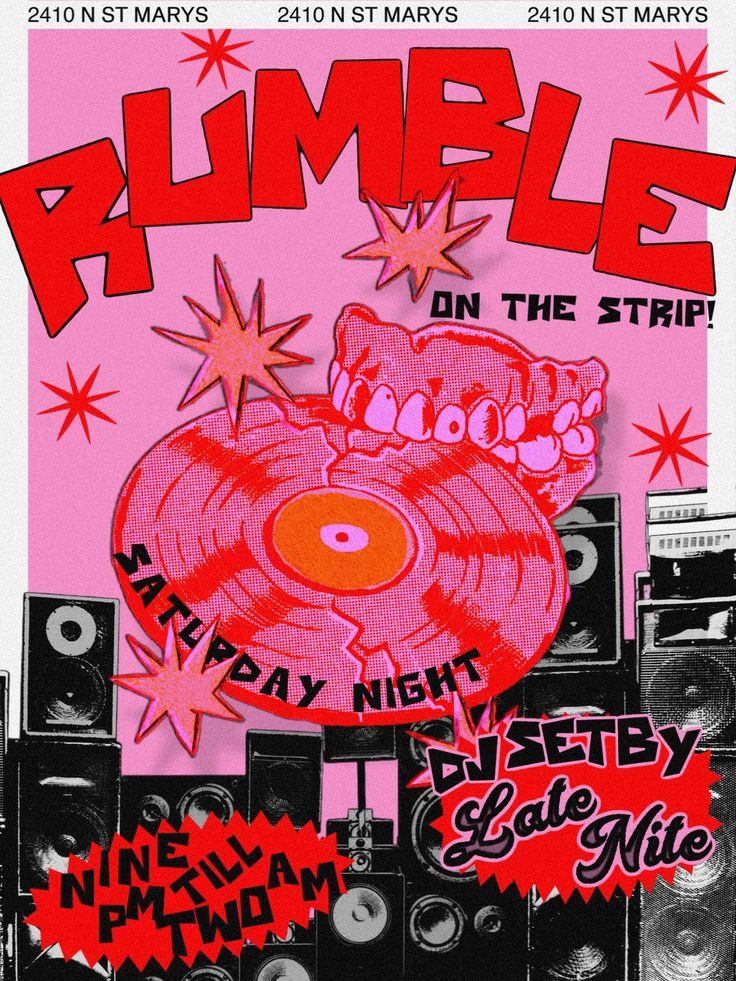 2410 N ST MARYS 2410 N ST MARYS 2410 N ST MARYS
RUMBLE
ON THE STRIP!
SATURDAY NIGHT
DJ SET BY
Late
Nite
NINE
PM TILL
TWO AM